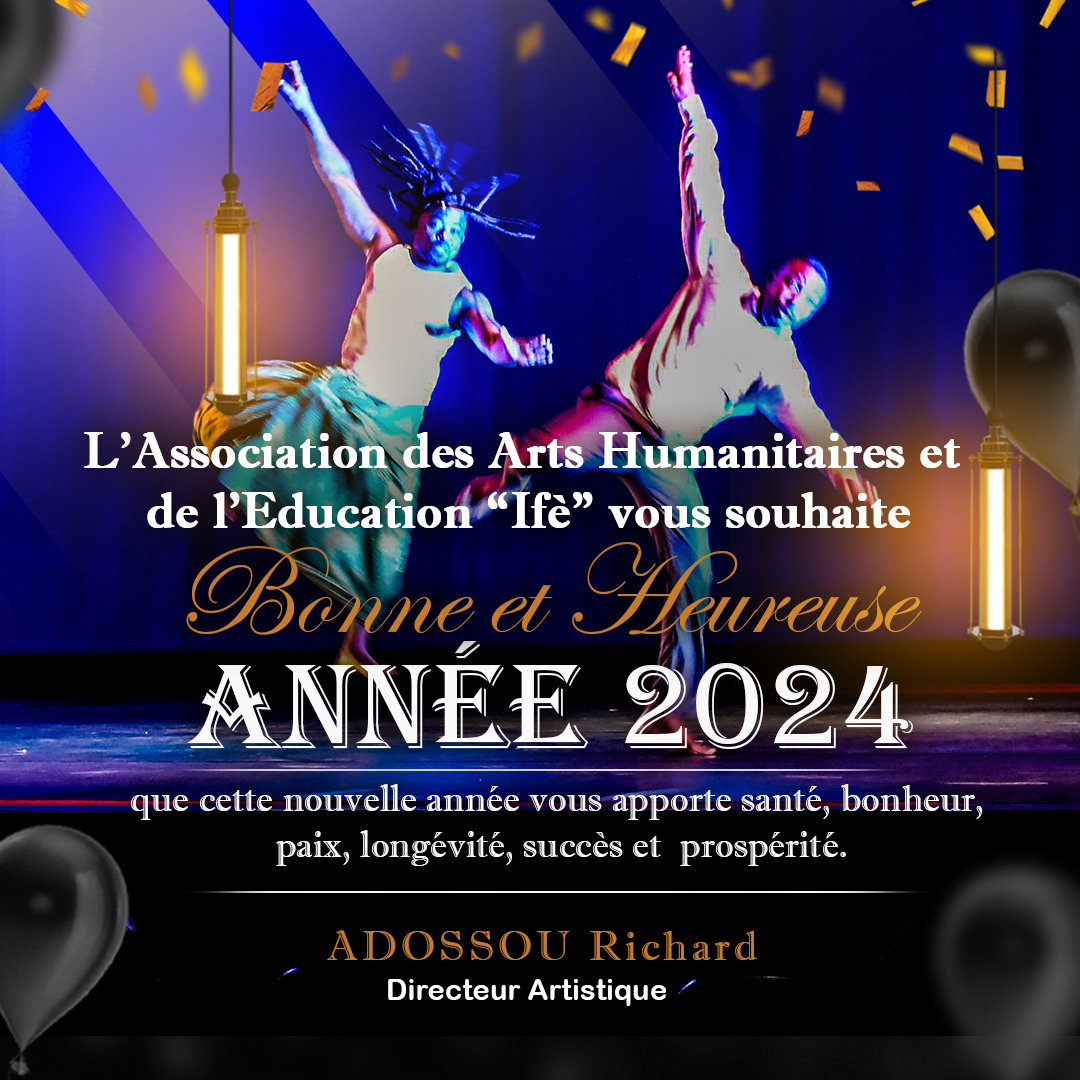 L’Association des Arts Humanitaires et
de l’Education “Ifè” vous souhaite
Bonne et Heureuse
ANNÉE 2024
que cette nouvelle année vous apporte santé, bonheur,
paix, longévité, succès et prospérité.
ADOSSOU Richard
Directeur Artistique